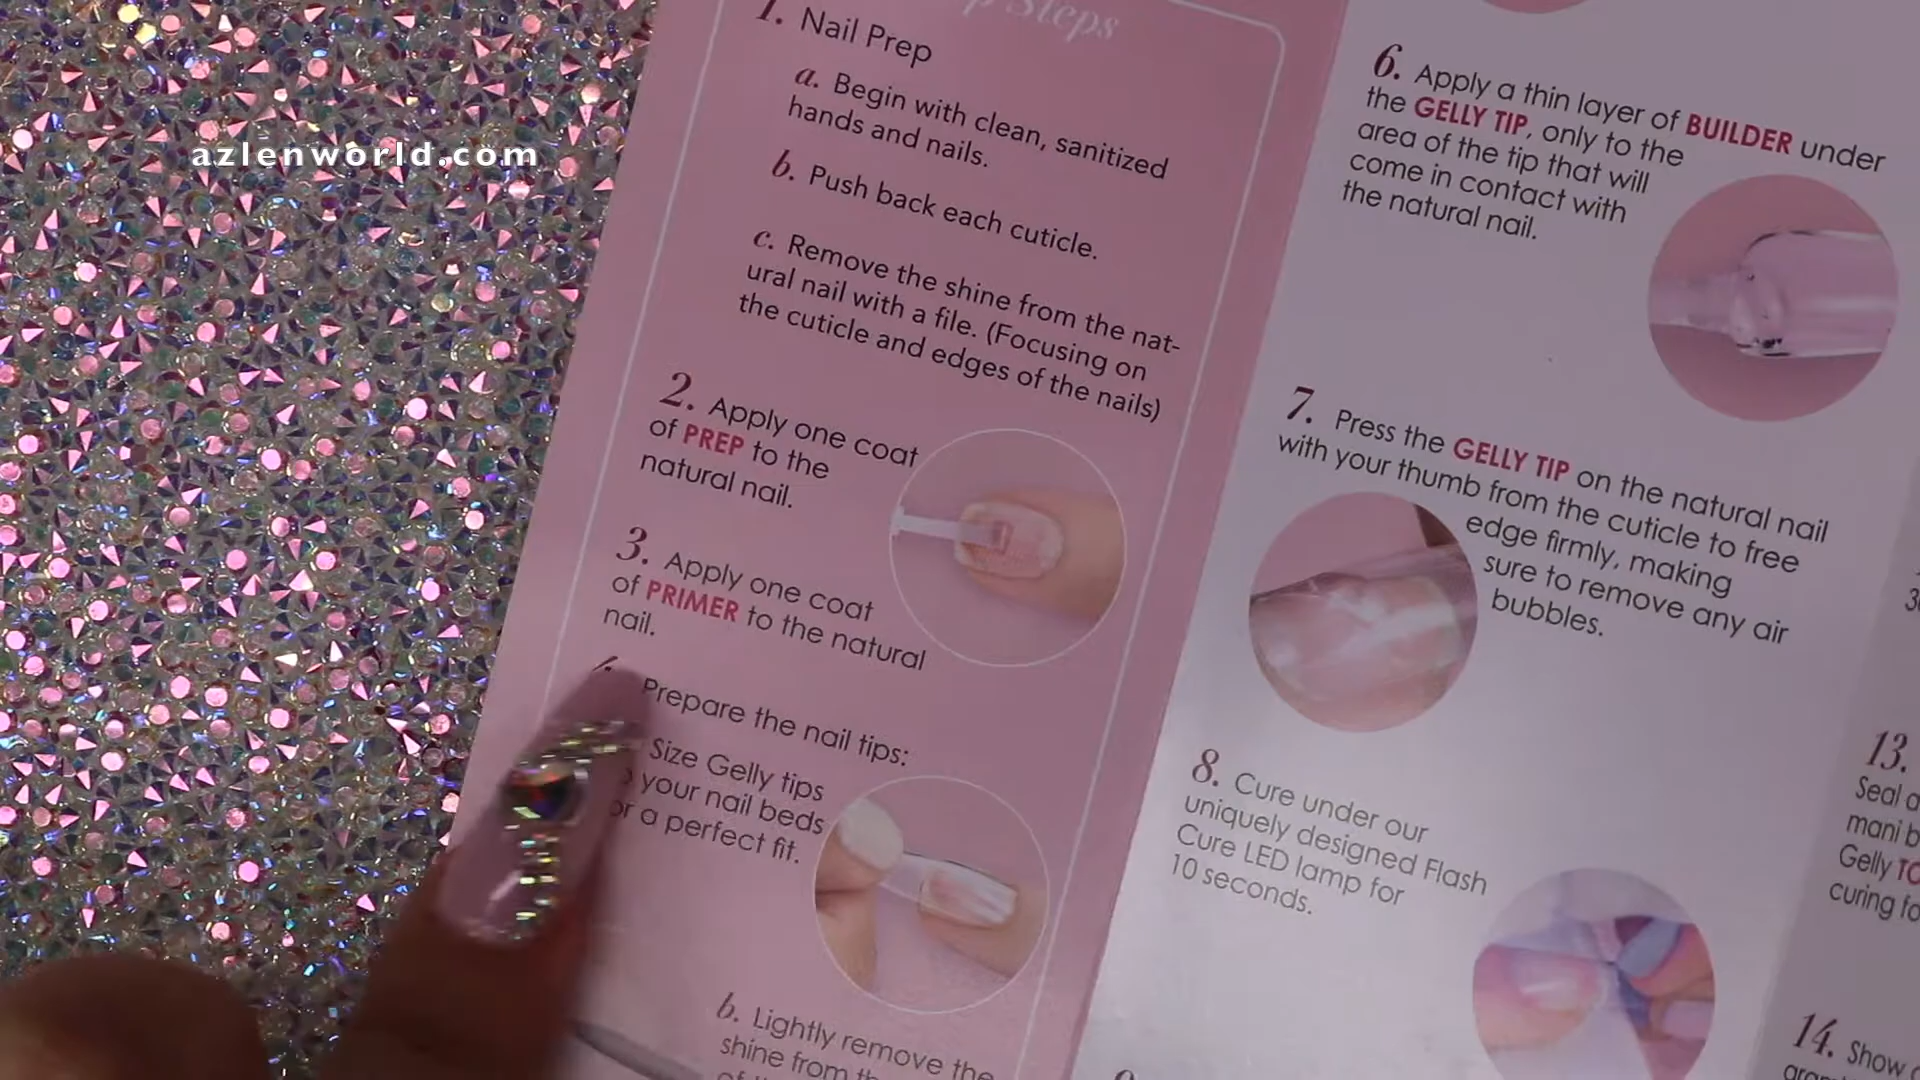 azlenworld.com
Steps
1. Nail Prep
a. Begin with clean, sanitized
hands and nails.
b. Push back each cuticle.
c. Remove the shine from the nat-
ural nail with a file. (Focusing on
the cuticle and edges of the nails)
2. Apply one coat
of PREP to the
natural nail.
3. Apply one coat
of PRIMER to the natural
nail.
Prepare the nail tips:
Size Gelly tips
your nail beds
a perfect fit.
b. Lightly remove the
shine from
6. Apply a thin layer of BUILDER under
the GELLY TIP, only to the
area of the tip that will
come in contact with
the natural nail.
7. Press the GELLY TIP on the natural nail
with your thumb from the cuticle to free
edge firmly, making
sure to remove any air
bubbles.
8. Cure under our
uniquely designed Flash
Cure LED lamp for
10 seconds.
13.
Seal
mani
Gelly
curing
14. Show